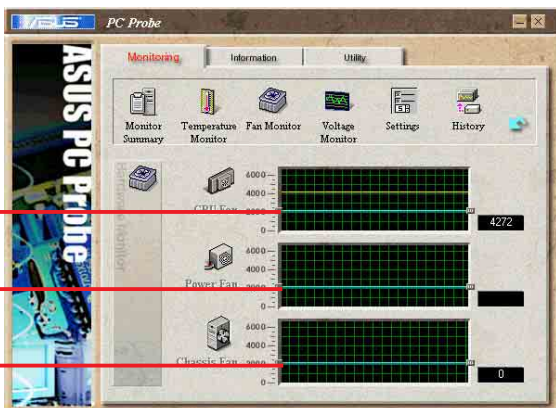 ASUS
PC Probe
ASUS PC Probe
Monitoring
Information
Utility
Monitor
Summary
Temperature
Monitor
Fan Monitor
Voltage
Monitor
Settings
History
Hardware Monitor
6000
4000
2000
0
CPU Fan
4272
6000
4000
2000
0
Power Fan
6000
4000
2000
0
Chassis Fan
0